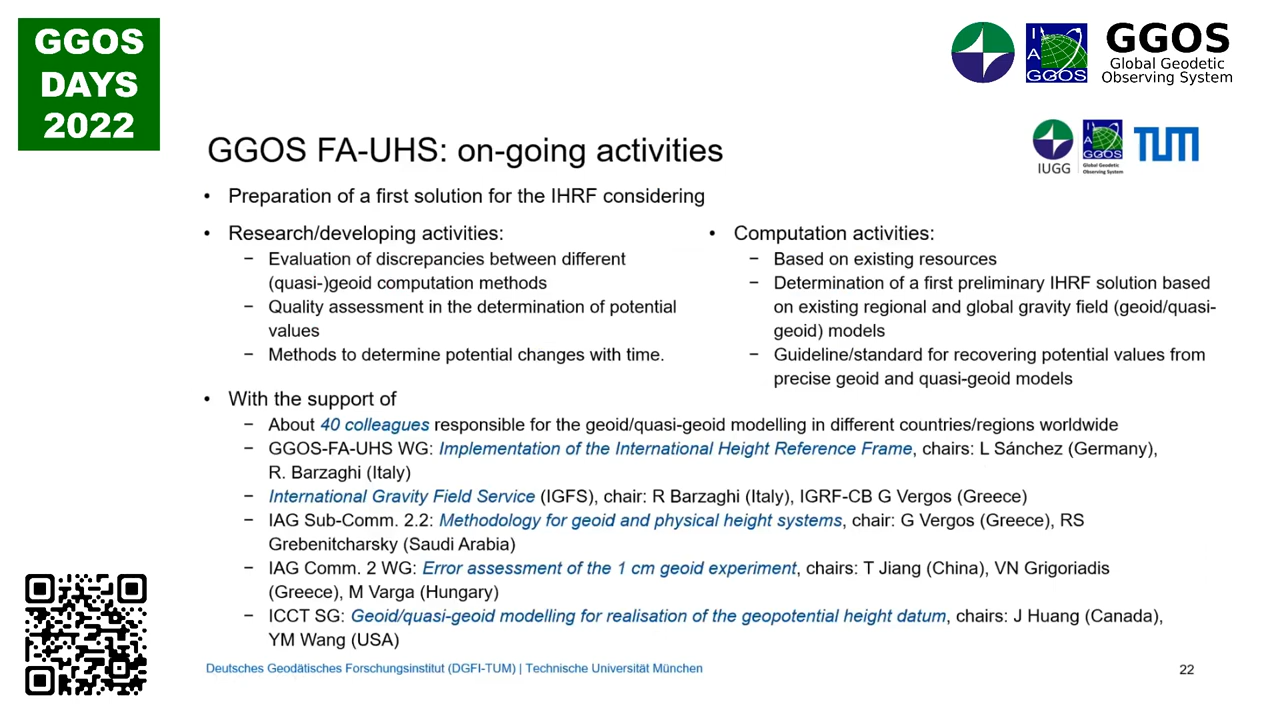 GGOS
DAYS
2022
I
A
GGOS
GGOS
Global Geodetic
Observing System
GGOS FA-UHS: on-going activities
IUGG
I
A
GGOS
Global Geodetic
Observing System
TUM
• Preparation of a first solution for the IHRF considering
• Research/developing activities:
− Evaluation of discrepancies between different
(quasi-)geoid computation methods
− Quality assessment in the determination of potential
values
− Methods to determine potential changes with time.
• Computation activities:
− Based on existing resources
− Determination of a first preliminary IHRF solution based
on existing regional and global gravity field (geoid/quasi-
geoid) models
− Guideline/standard for recovering potential values from
precise geoid and quasi-geoid models
• With the support of
− About 40 colleagues responsible for the geoid/quasi-geoid modelling in different countries/regions worldwide
− GGOS-FA-UHS WG: Implementation of the International Height Reference Frame, chairs: L Sánchez (Germany),
R. Barzaghi (Italy)
− International Gravity Field Service (IGFS), chair: R Barzaghi (Italy), IGRF-CB G Vergos (Greece)
− IAG Sub-Comm. 2.2: Methodology for geoid and physical height systems, chair: G Vergos (Greece), RS
Grebenitcharsky (Saudi Arabia)
− IAG Comm. 2 WG: Error assessment of the 1 cm geoid experiment, chairs: T Jiang (China), VN Grigoriadis
(Greece), M Varga (Hungary)
− ICCT SG: Geoid/quasi-geoid modelling for realisation of the geopotential height datum, chairs: J Huang (Canada),
YM Wang (USA)
Deutsches Geodätisches Forschungsinstitut (DGFI-TUM) | Technische Universität München
22